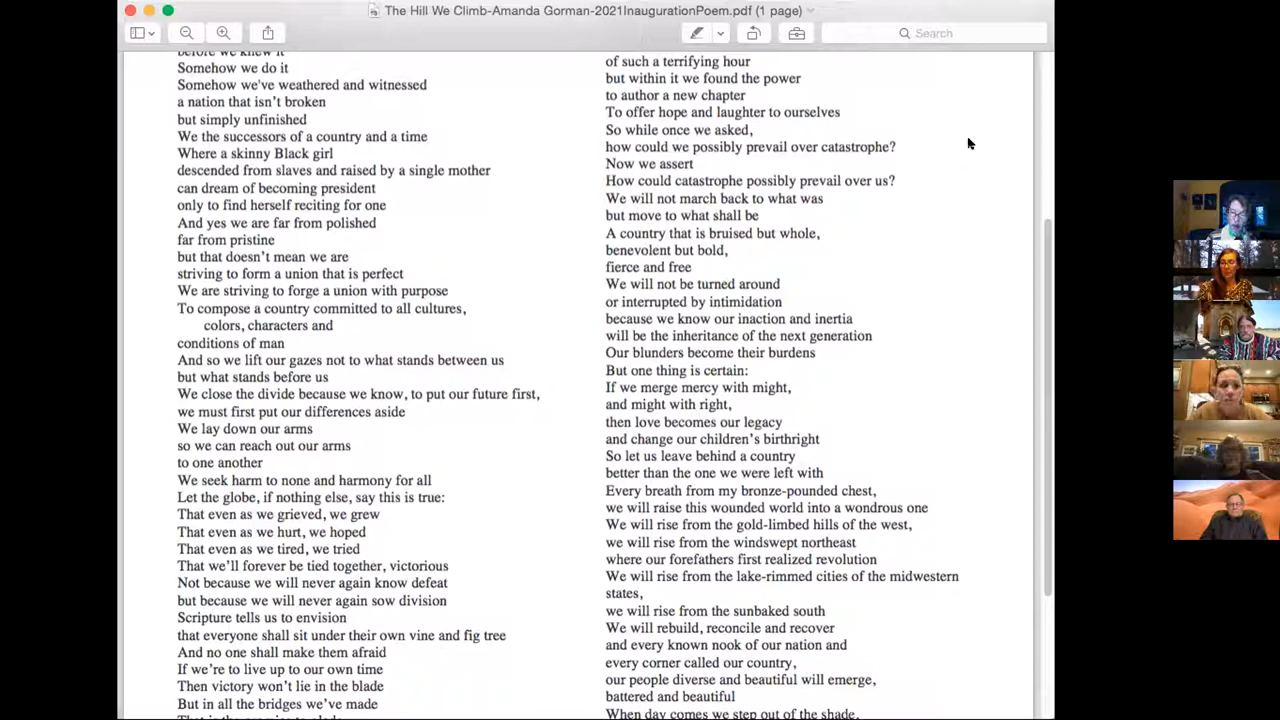 The Hill We Climb-Amanda Gorman-2021InaugurationPoem.pdf (1 page)
Search
before we knew it
Somehow we do it
Somehow we've weathered and witnessed
a nation that isn't broken
but simply unfinished
We the successors of a country and a time
Where a skinny Black girl
descended from slaves and raised by a single mother
can dream of becoming president
only to find herself reciting for one
And yes we are far from polished
far from pristine
but that doesn't mean we are
striving to form a union that is perfect
We are striving to forge a union with purpose
To compose a country committed to all cultures,
colors, characters and
conditions of man
And so we lift our gazes not to what stands between us
but what stands before us
We close the divide because we know, to put our future first,
we must first put our differences aside
We lay down our arms
so we can reach out our arms
to one another
We seek harm to none and harmony for all
Let the globe, if nothing else, say this is true:
That even as we grieved, we grew
That even as we hurt, we hoped
That even as we tired, we tried
That we'll forever be tied together, victorious
Not because we will never again know defeat
but because we will never again sow division
Scripture tells us to envision
that everyone shall sit under their own vine and fig tree
And no one shall make them afraid
If we're to live up to our own time
Then victory won't lie in the blade
But in all the bridges we've made
of such a terrifying hour
but within it we found the power
to author a new chapter
To offer hope and laughter to ourselves
So while once we asked,
how could we possibly prevail over catastrophe?
Now we assert
How could catastrophe possibly prevail over us?
We will not march back to what was
but move to what shall be
A country that is bruised but whole,
benevolent but bold,
fierce and free
We will not be turned around
or interrupted by intimidation
because we know our inaction and inertia
will be the inheritance of the next generation
Our blunders become their burdens
But one thing is certain:
If we merge mercy with might,
and might with right,
then love becomes our legacy
and change our children's birthright
So let us leave behind a country
better than the one we were left with
Every breath from my bronze-pounded chest,
we will raise this wounded world into a wondrous one
We will rise from the gold-limbed hills of the west,
we will rise from the windswept northeast
where our forefathers first realized revolution
We will rise from the lake-rimmed cities of the midwestern
states,
we will rise from the sunbaked south
We will rebuild, reconcile and recover
and every known nook of our nation and
every corner called our country,
our people diverse and beautiful will emerge,
battered and beautiful
When day comes we step out of the shade,